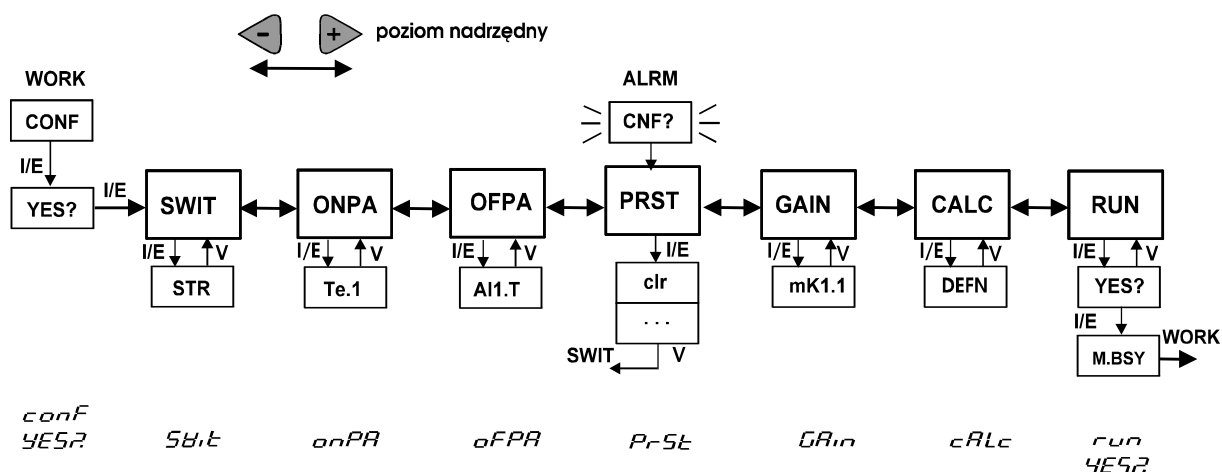 - + poziom nadrzędny
WORK ALRM
CONF CNF?
I/E
YES? I/E SWIT ONPA OFPA PRST GAIN CALC RUN
I/E V I/E V I/E V I/E I/E V I/E V I/E V
STR Te.1 Al1.T clr mK1.1 DEFN YES?
. . .
I/E
SWIT V M.BSY WORK
conF
YES? SWit onPA oFPA PrSt GAin cALc run
YES?